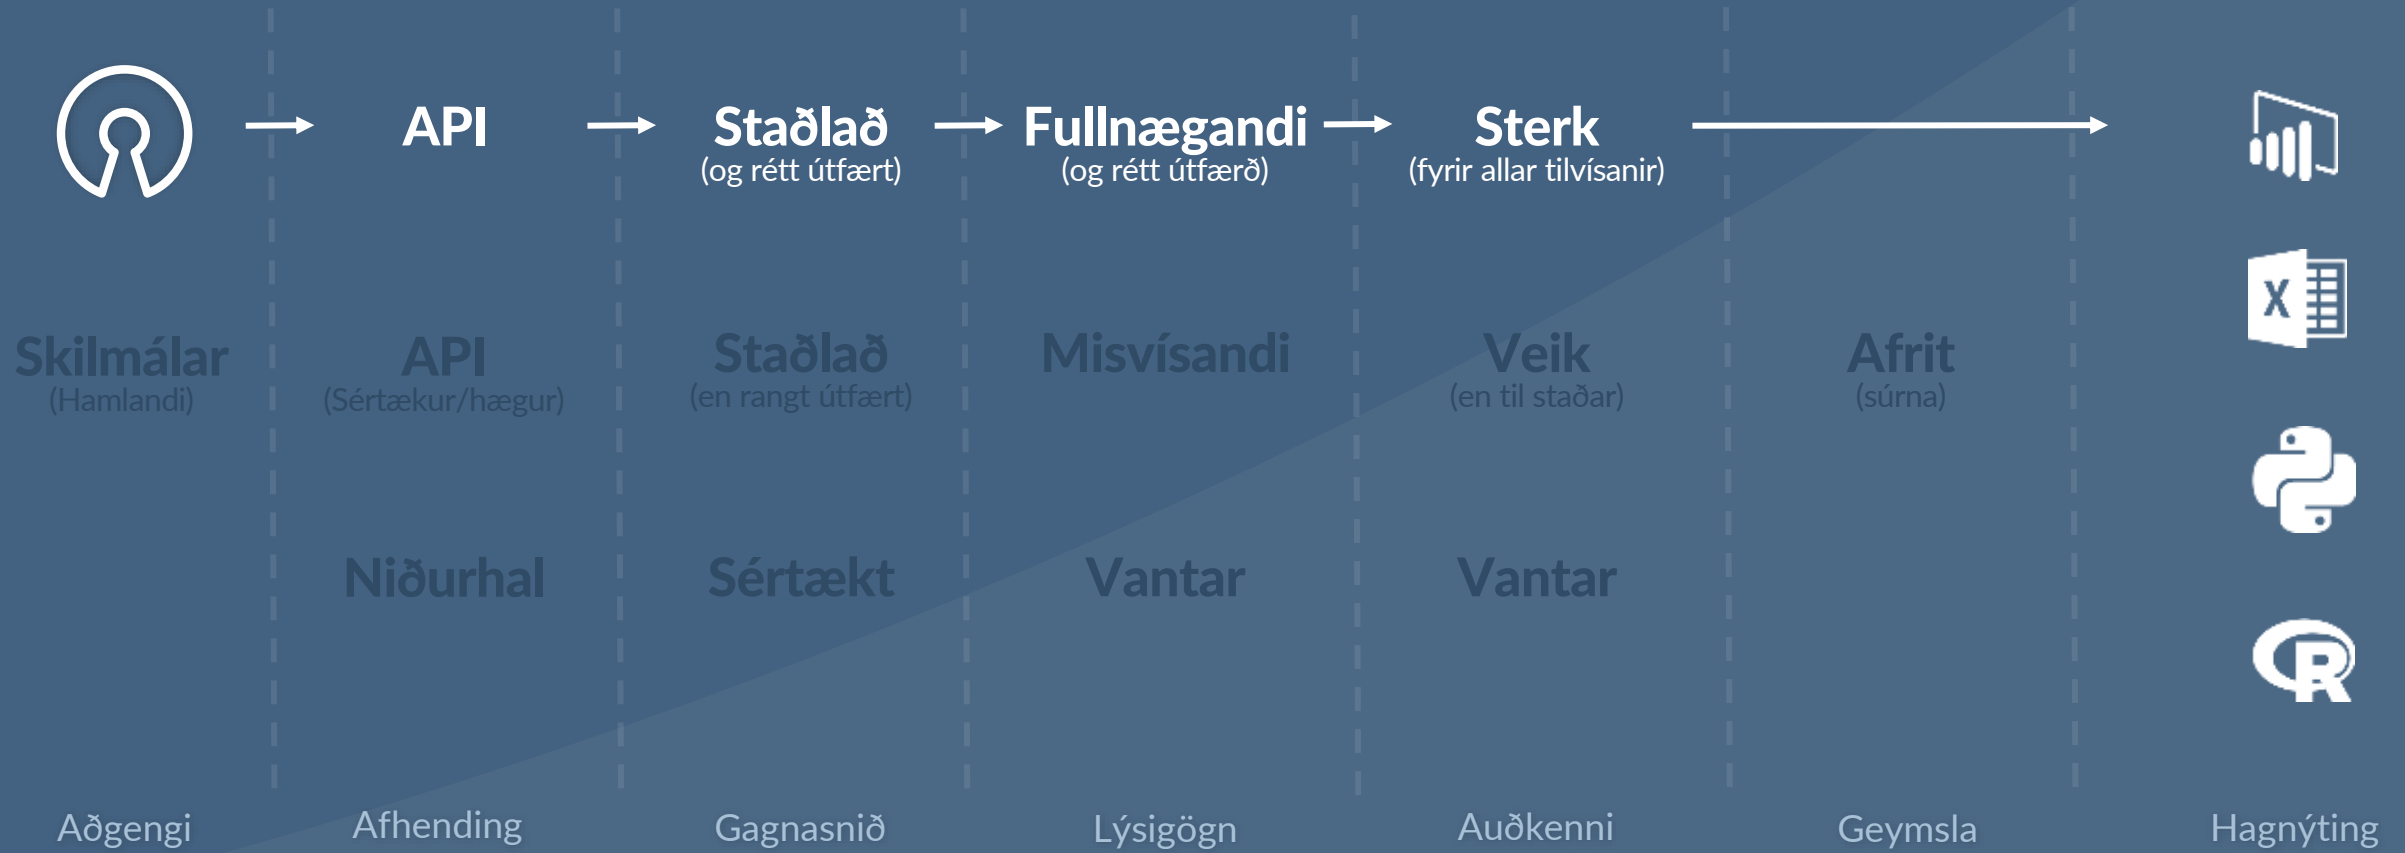 API
Staðlað
(og rétt útfært)
Fullnægandi
(og rétt útfærð)
Sterk
(fyrir allar tilvísanir)
X
Skilmálar
(Hamlandi)
API
(Sértækur/hægur)
Staðlað
(en rangt útfært)
Misvísandi
Veik
(en til staðar)
Afrit
(súrna)
Niðurhal
Sértækt
Vantar
Vantar
R
Aðgengi
Afhending
Gagnasnið
Lýsigögn
Auðkenni
Geymsla
Hagnýting